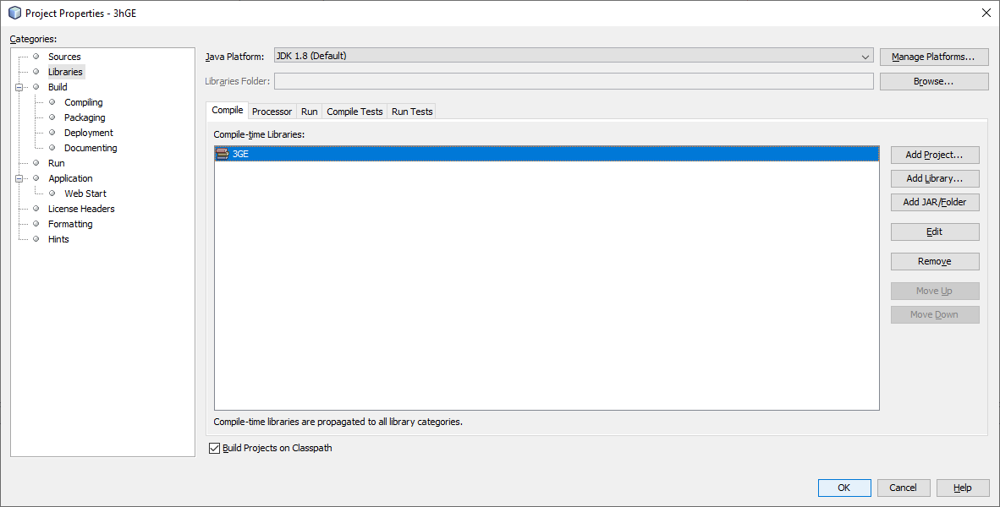 Project Properties - 3hGE
Categories:
Sources
Libraries
Build
Compiling
Packaging
Deployment
Documenting
Run
Application
Web Start
License Headers
Formatting
Hints
Java Platform: JDK 1.8 (Default) Manage Platforms...
Libraries Folder: Browse...
Compile Processor Run Compile Tests Run Tests
Compile-time Libraries:
3GE
Add Project...
Add Library...
Add JAR/Folder
Edit
Remove
Move Up
Move Down
Compile-time libraries are propagated to all library categories.
Build Projects on Classpath
OK Cancel Help